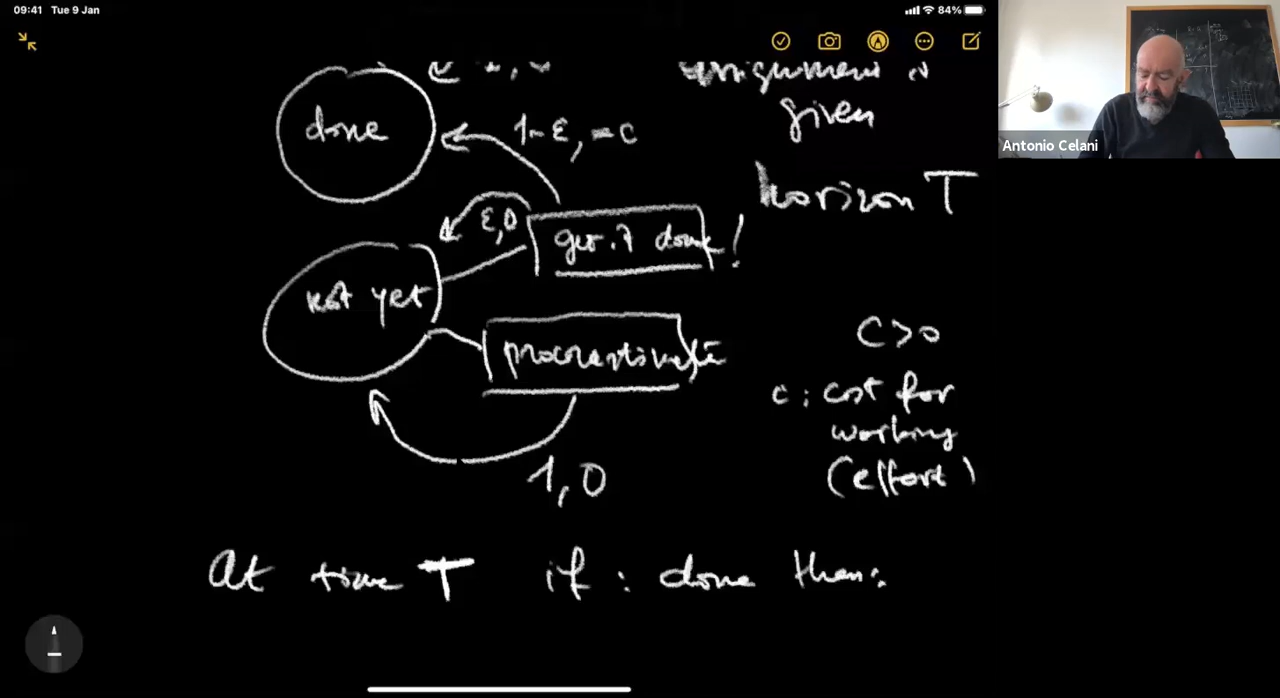 09:41 Tue 9 Jan
84%
Antonio Celani
given
horizon T
done
1-ε, -c
ε, 0
get it done!
not yet
procrastinate
1, 0
c>0
c: cost for
working
(effort)
At time T if: done then: